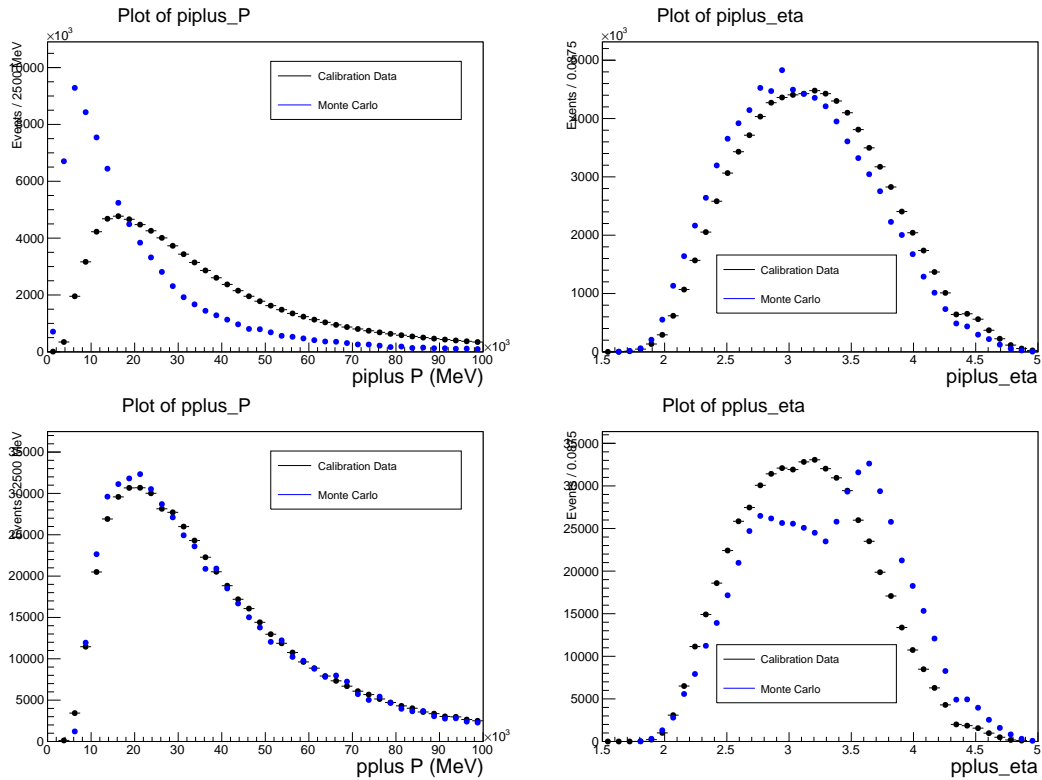 Plot of piplus_P
×10³
Events / 2500 MeV
10000
8000
6000
4000
2000
0
Calibration Data
Monte Carlo
0 10 20 30 40 50 60 70 80 90 100
×10³
piplus P (MeV)
Plot of piplus_eta
×10³
Events / 0.0875
6000
4000
2000
0
Calibration Data
Monte Carlo
1.5 2 2.5 3 3.5 4 4.5 5
piplus_eta
Plot of pplus_P
Events / 2500 MeV
35000
30000
25000
20000
15000
10000
5000
0
Calibration Data
Monte Carlo
0 10 20 30 40 50 60 70 80 90 100
×10³
pplus P (MeV)
Plot of pplus_eta
Events / 0.0875
35000
30000
25000
20000
15000
10000
5000
0
Calibration Data
Monte Carlo
1.5 2 2.5 3 3.5 4 4.5 5
pplus_eta